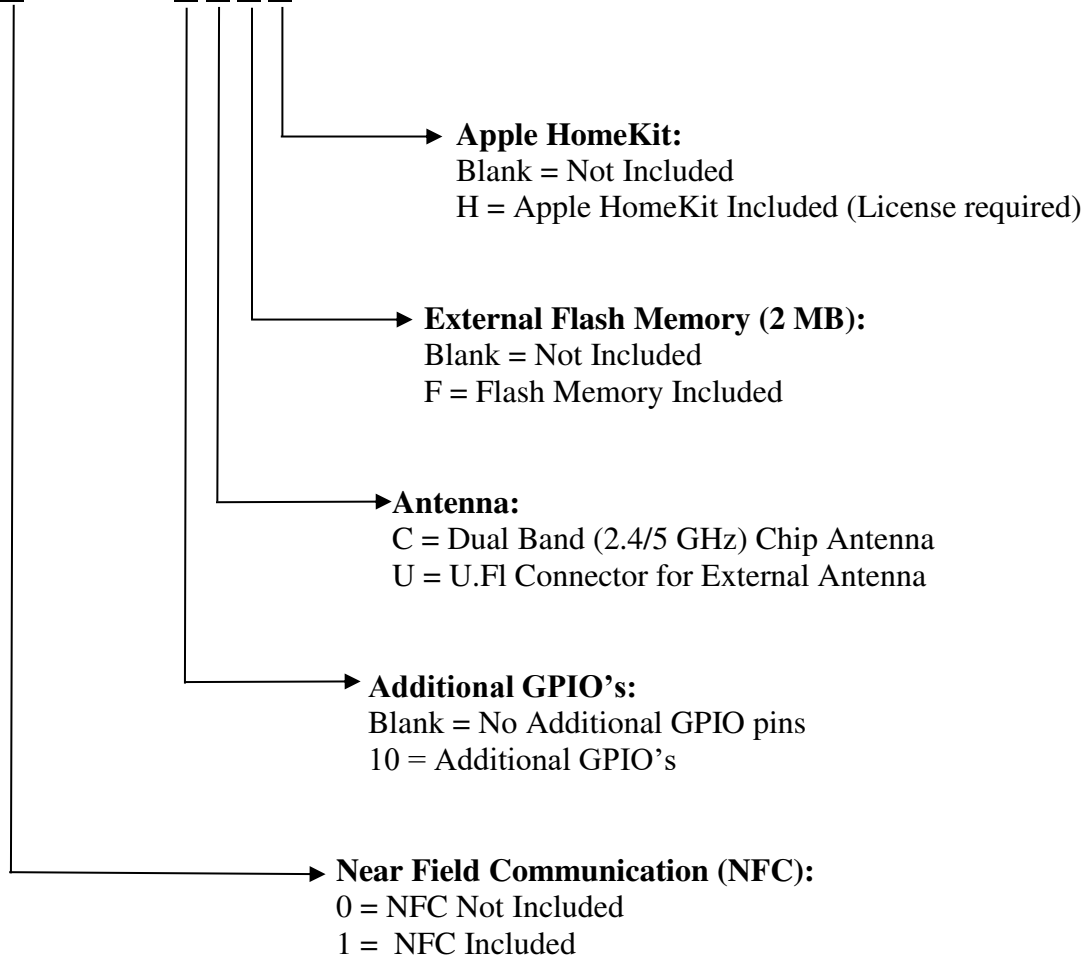 Apple HomeKit:
Blank = Not Included
H = Apple HomeKit Included (License required)
External Flash Memory (2 MB):
Blank = Not Included
F = Flash Memory Included
Antenna:
C = Dual Band (2.4/5 GHz) Chip Antenna
U = U.Fl Connector for External Antenna
Additional GPIO’s:
Blank = No Additional GPIO pins
10 = Additional GPIO’s
Near Field Communication (NFC):
0 = NFC Not Included
1 =  NFC Included